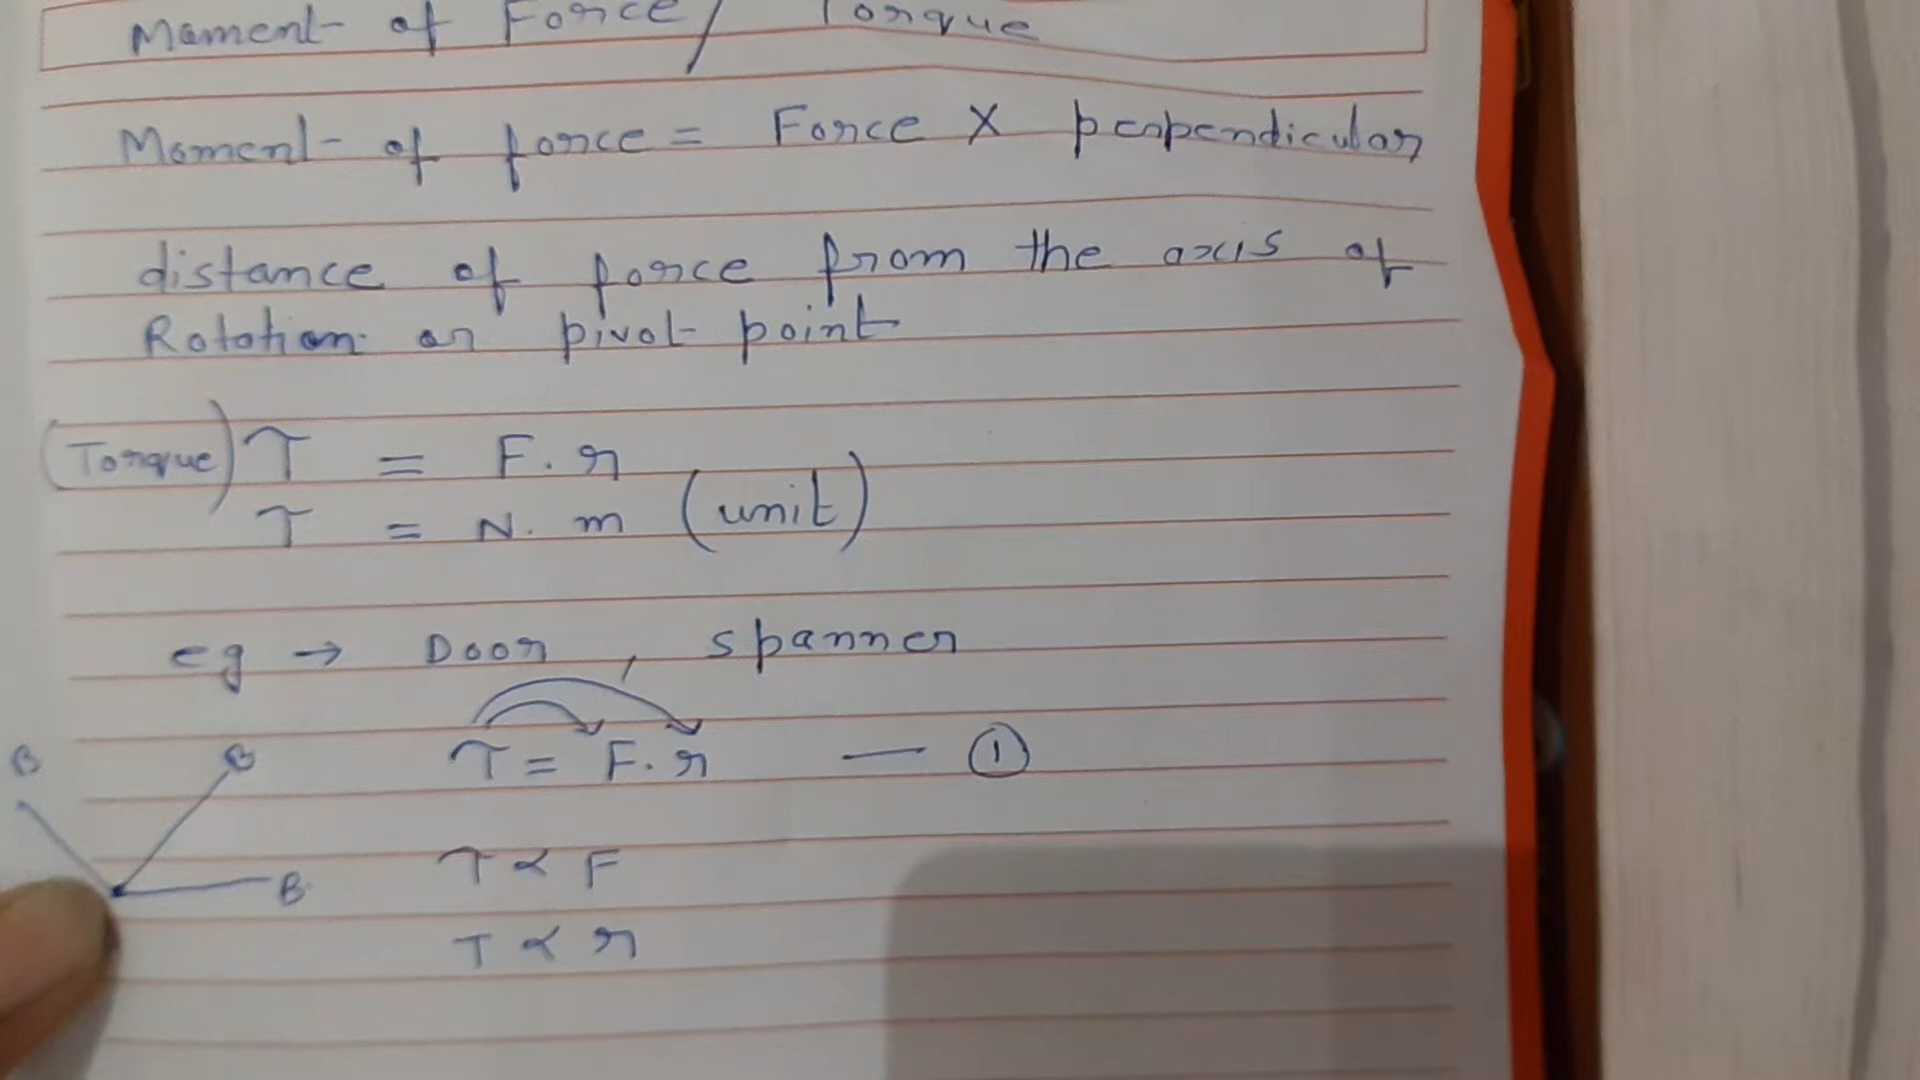 Moment of Force / Torque
Moment of force = Force X perpendicular
distance of force from the axis of
Rotation or pivot point
(Torque) τ = F. r
τ = N. m (unit)
eg → Door , spanner
τ = F. r — ①
τ ∝ F
τ ∝ r
B
B
B